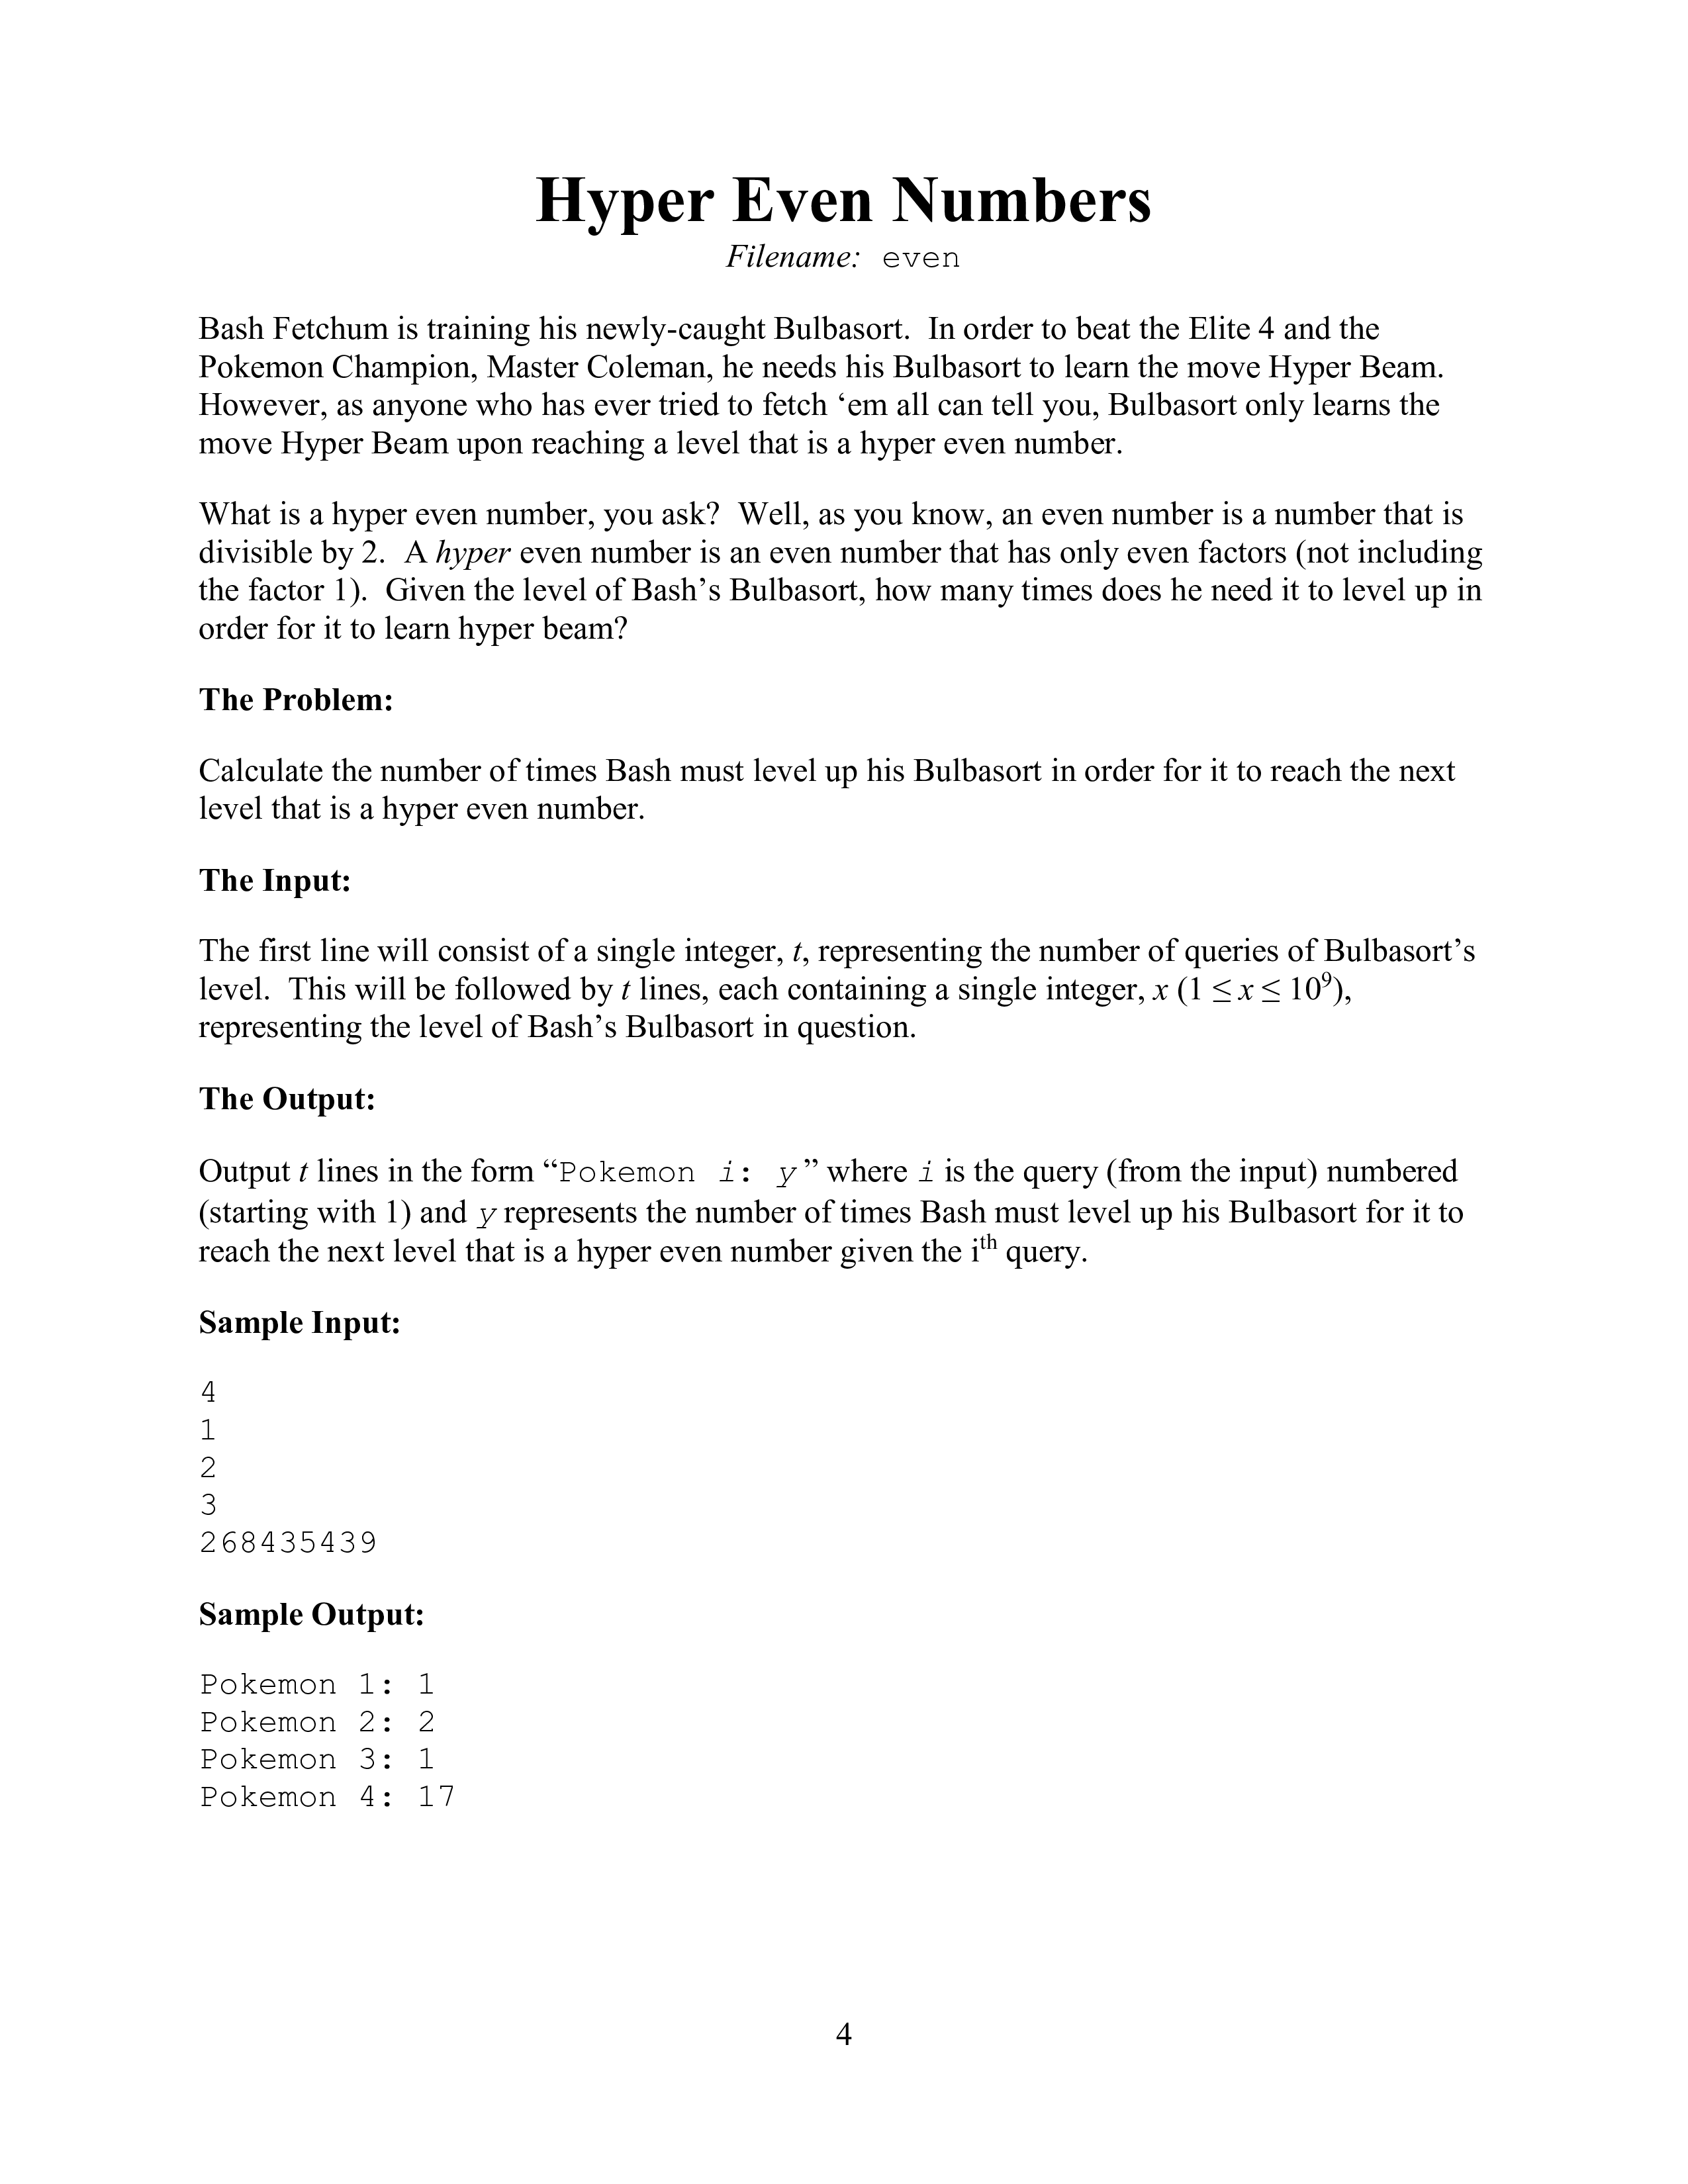 Hyper Even Numbers
Filename: even
Bash Fetchum is training his newly-caught Bulbasort. In order to beat the Elite 4 and the
Pokemon Champion, Master Coleman, he needs his Bulbasort to learn the move Hyper Beam.
However, as anyone who has ever tried to fetch ‘em all can tell you, Bulbasort only learns the
move Hyper Beam upon reaching a level that is a hyper even number.
What is a hyper even number, you ask? Well, as you know, an even number is a number that is
divisible by 2. A hyper even number is an even number that has only even factors (not including
the factor 1). Given the level of Bash’s Bulbasort, how many times does he need it to level up in
order for it to learn hyper beam?
The Problem:
Calculate the number of times Bash must level up his Bulbasort in order for it to reach the next
level that is a hyper even number.
The Input:
The first line will consist of a single integer, t, representing the number of queries of Bulbasort’s
level. This will be followed by t lines, each containing a single integer, x (1 ≤ x ≤ 10⁹),
representing the level of Bash’s Bulbasort in question.
The Output:
Output t lines in the form “Pokemon i: y” where i is the query (from the input) numbered
(starting with 1) and y represents the number of times Bash must level up his Bulbasort for it to
reach the next level that is a hyper even number given the iᵗʰ query.
Sample Input:
4
1
2
3
268435439
Sample Output:
Pokemon 1: 1
Pokemon 2: 2
Pokemon 3: 1
Pokemon 4: 17
4